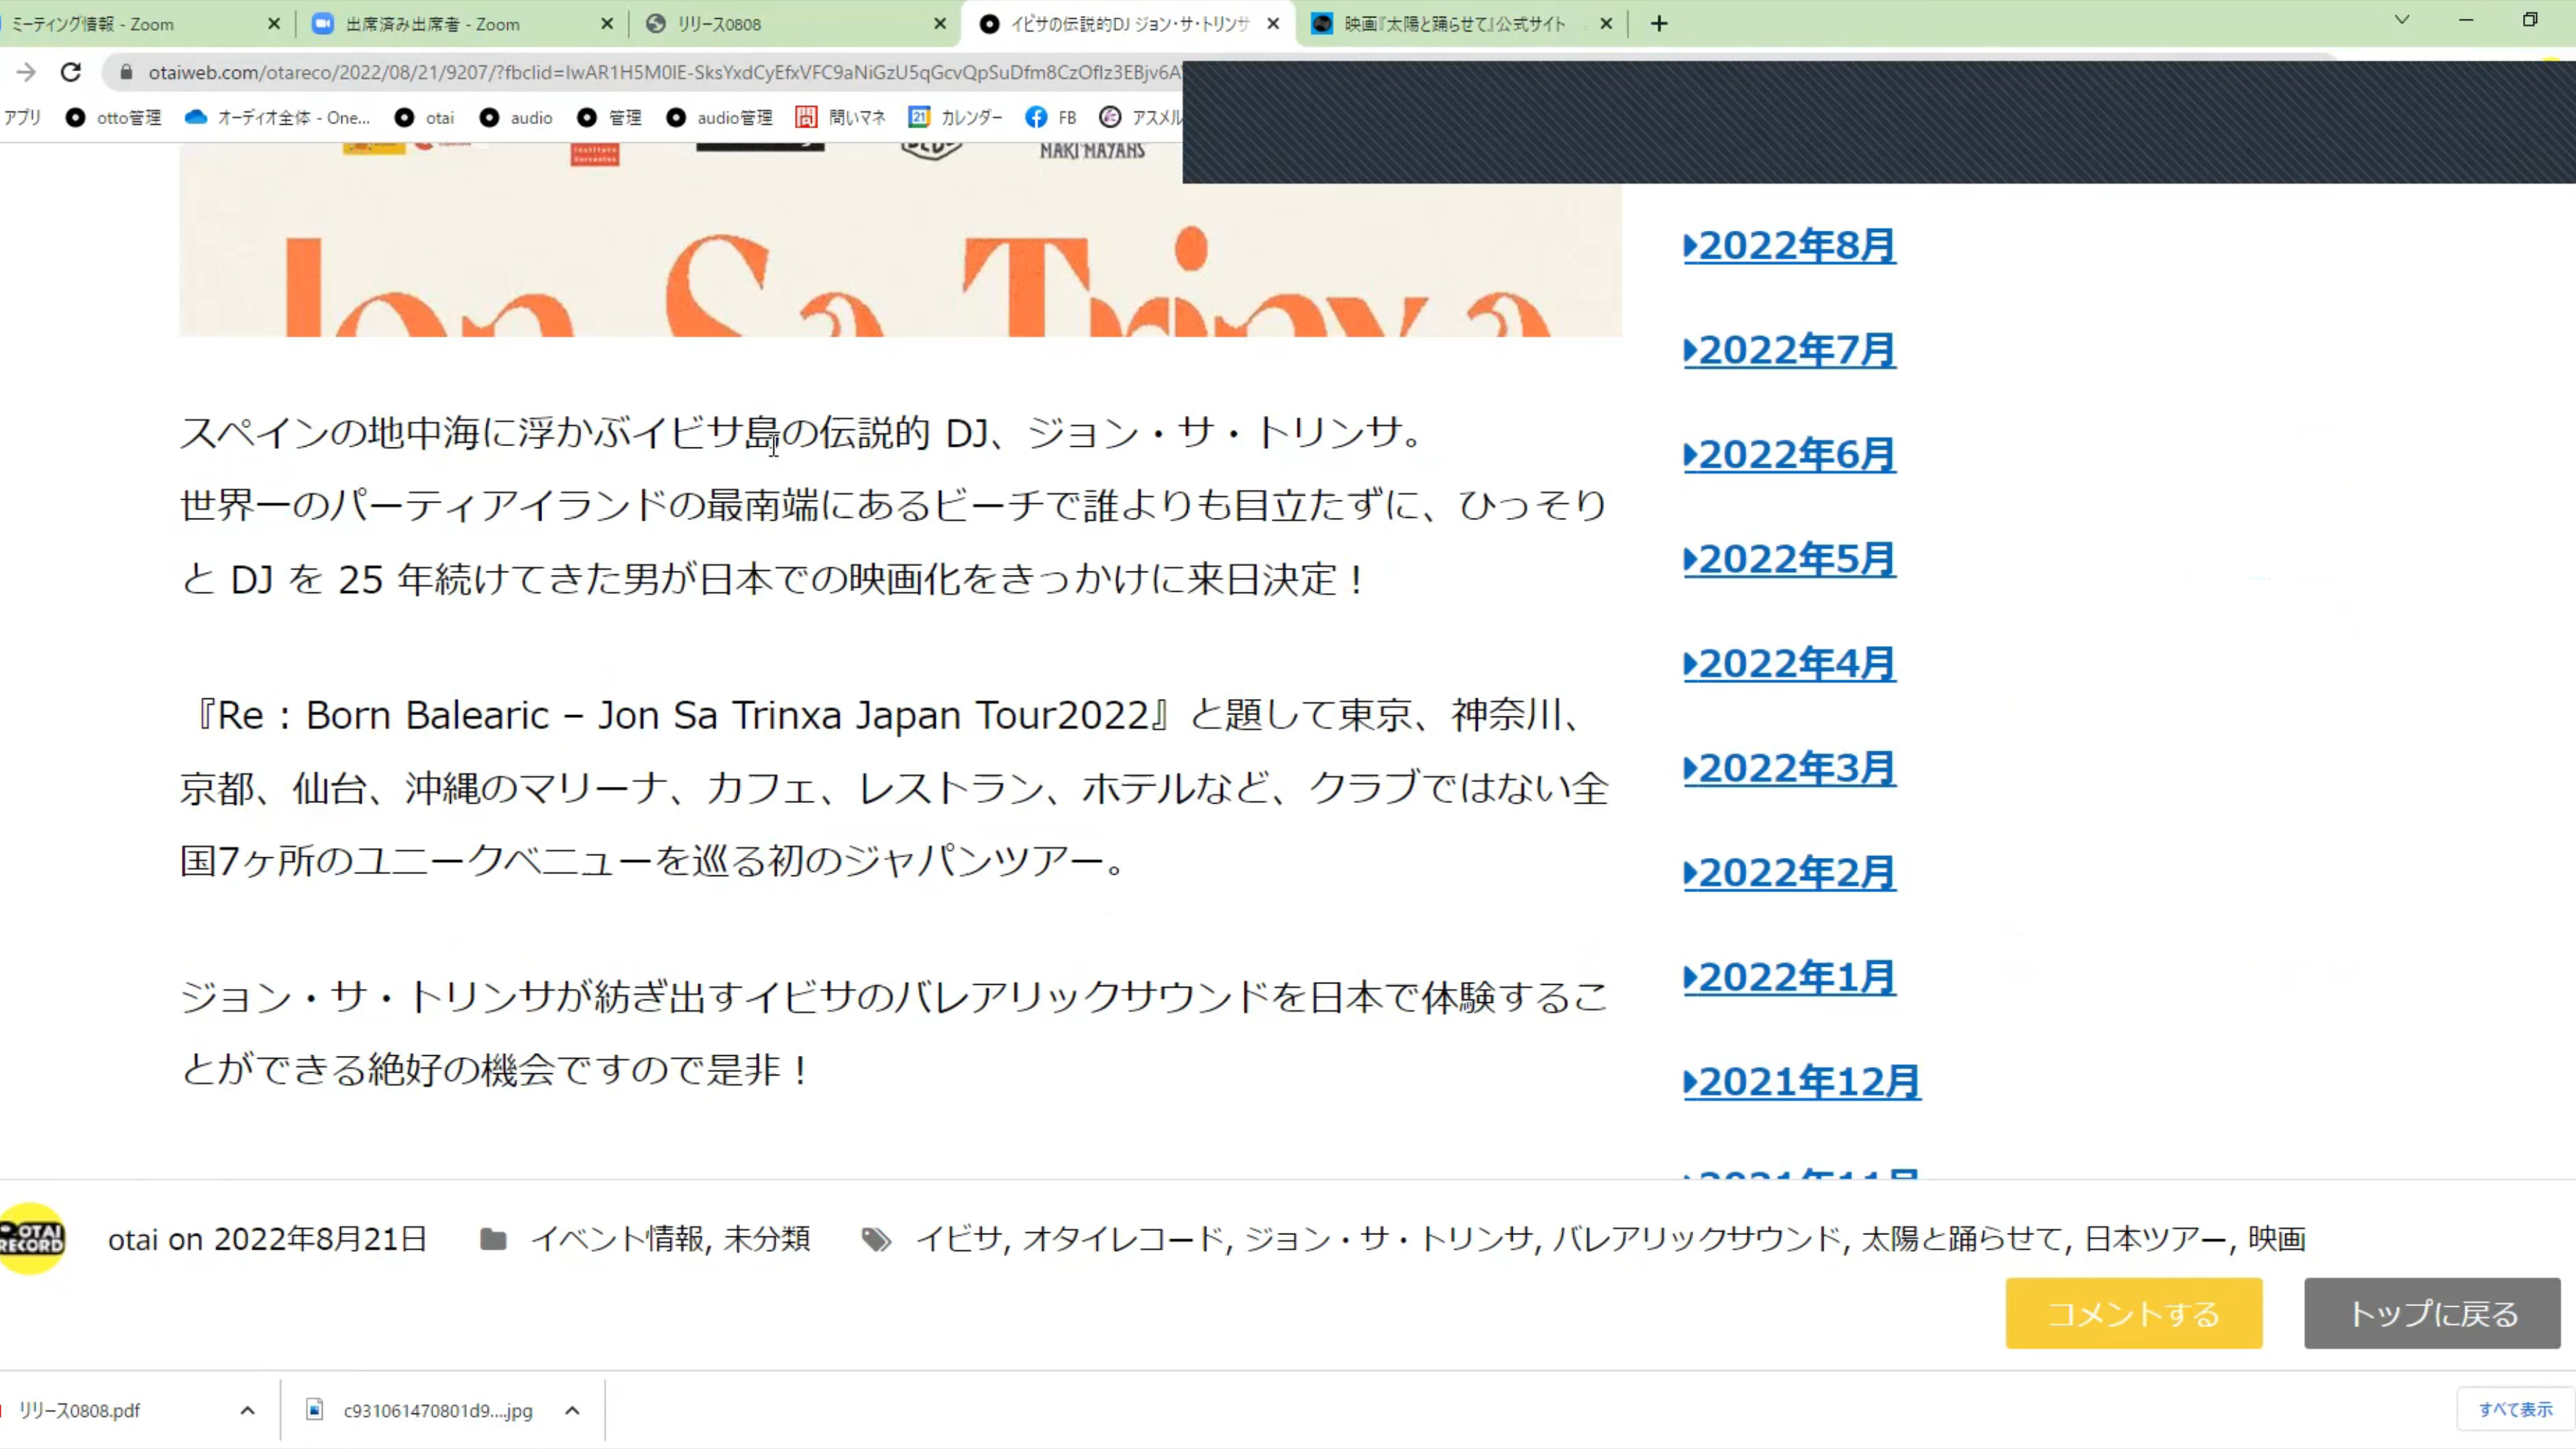 ミーティング情報 - Zoom
出席済み出席者 - Zoom
リリース0808
イビサの伝説的DJ ジョン・サ・トリンサ
映画『太陽と踊らせて』公式サイト
otaiweb.com/otareco/2022/08/21/9207/?fbclid=
アプリ
otto管理
オーディオ全体 - One...
otai
audio
管理
audio管理
問いマネ
カレンダー
FB
アスメル
MAKI MAYANS
Jon Sa Trinxa
スペインの地中海に浮かぶイビサ島の伝説的 DJ、ジョン・サ・トリンサ。
世界一のパーティアイランドの最南端にあるビーチで誰よりも目立たずに、ひっそり
と DJ を 25 年続けてきた男が日本での映画化をきっかけに来日決定！
『Re : Born Balearic – Jon Sa Trinxa Japan Tour2022』と題して東京、神奈川、
京都、仙台、沖縄のマリーナ、カフェ、レストラン、ホテルなど、クラブではない全
国7ヶ所のユニークベニューを巡る初のジャパンツアー。
ジョン・サ・トリンサが紡ぎ出すイビサのバレアリックサウンドを日本で体験するこ
とができる絶好の機会ですので是非！
2022年8月
2022年7月
2022年6月
2022年5月
2022年4月
2022年3月
2022年2月
2022年1月
2021年12月
2021年11月
OTAI
RECORD
otai on 2022年8月21日
イベント情報, 未分類
イビサ, オタイレコード, ジョン・サ・トリンサ, バレアリックサウンド, 太陽と踊らせて, 日本ツアー, 映画
コメントする
トップに戻る
リリース0808.pdf
c931061470801d9....jpg
すべて表示